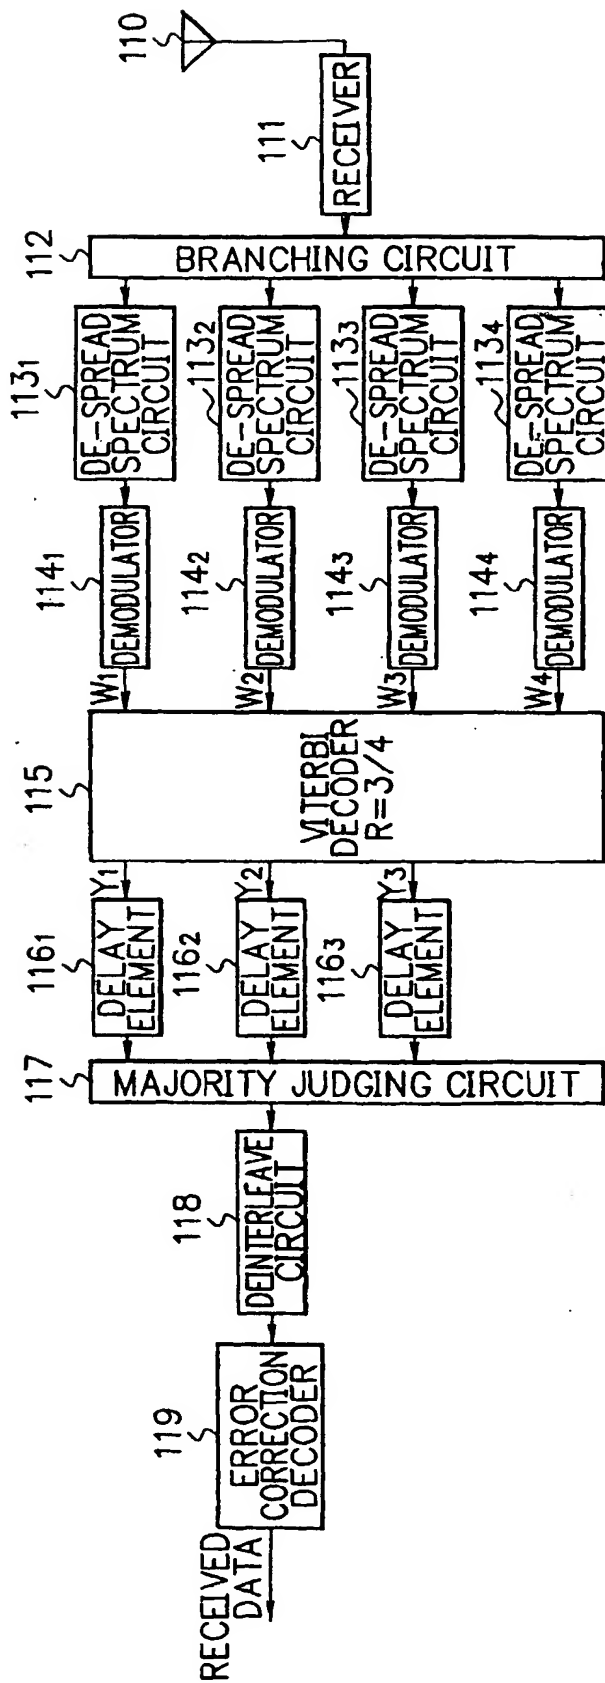 110
111
RECEIVER
112
BRANCHING CIRCUIT
1131
DE-SPREAD
SPECTRUM
CIRCUIT
1132
DE-SPREAD
SPECTRUM
CIRCUIT
1133
DE-SPREAD
SPECTRUM
CIRCUIT
1134
DE-SPREAD
SPECTRUM
CIRCUIT
1141
DEMODULATOR
1142
DEMODULATOR
1143
DEMODULATOR
1144
DEMODULATOR
W1
W2
W3
W4
115
VITERBI
DECODER
R=3/4
Y1
Y2
Y3
1161
DELAY
ELEMENT
1162
DELAY
ELEMENT
1163
DELAY
ELEMENT
117
MAJORITY JUDGING CIRCUIT
118
DEINTERLEAVE
CIRCUIT
119
ERROR
CORRECTION
DECODER
RECEIVED
DATA